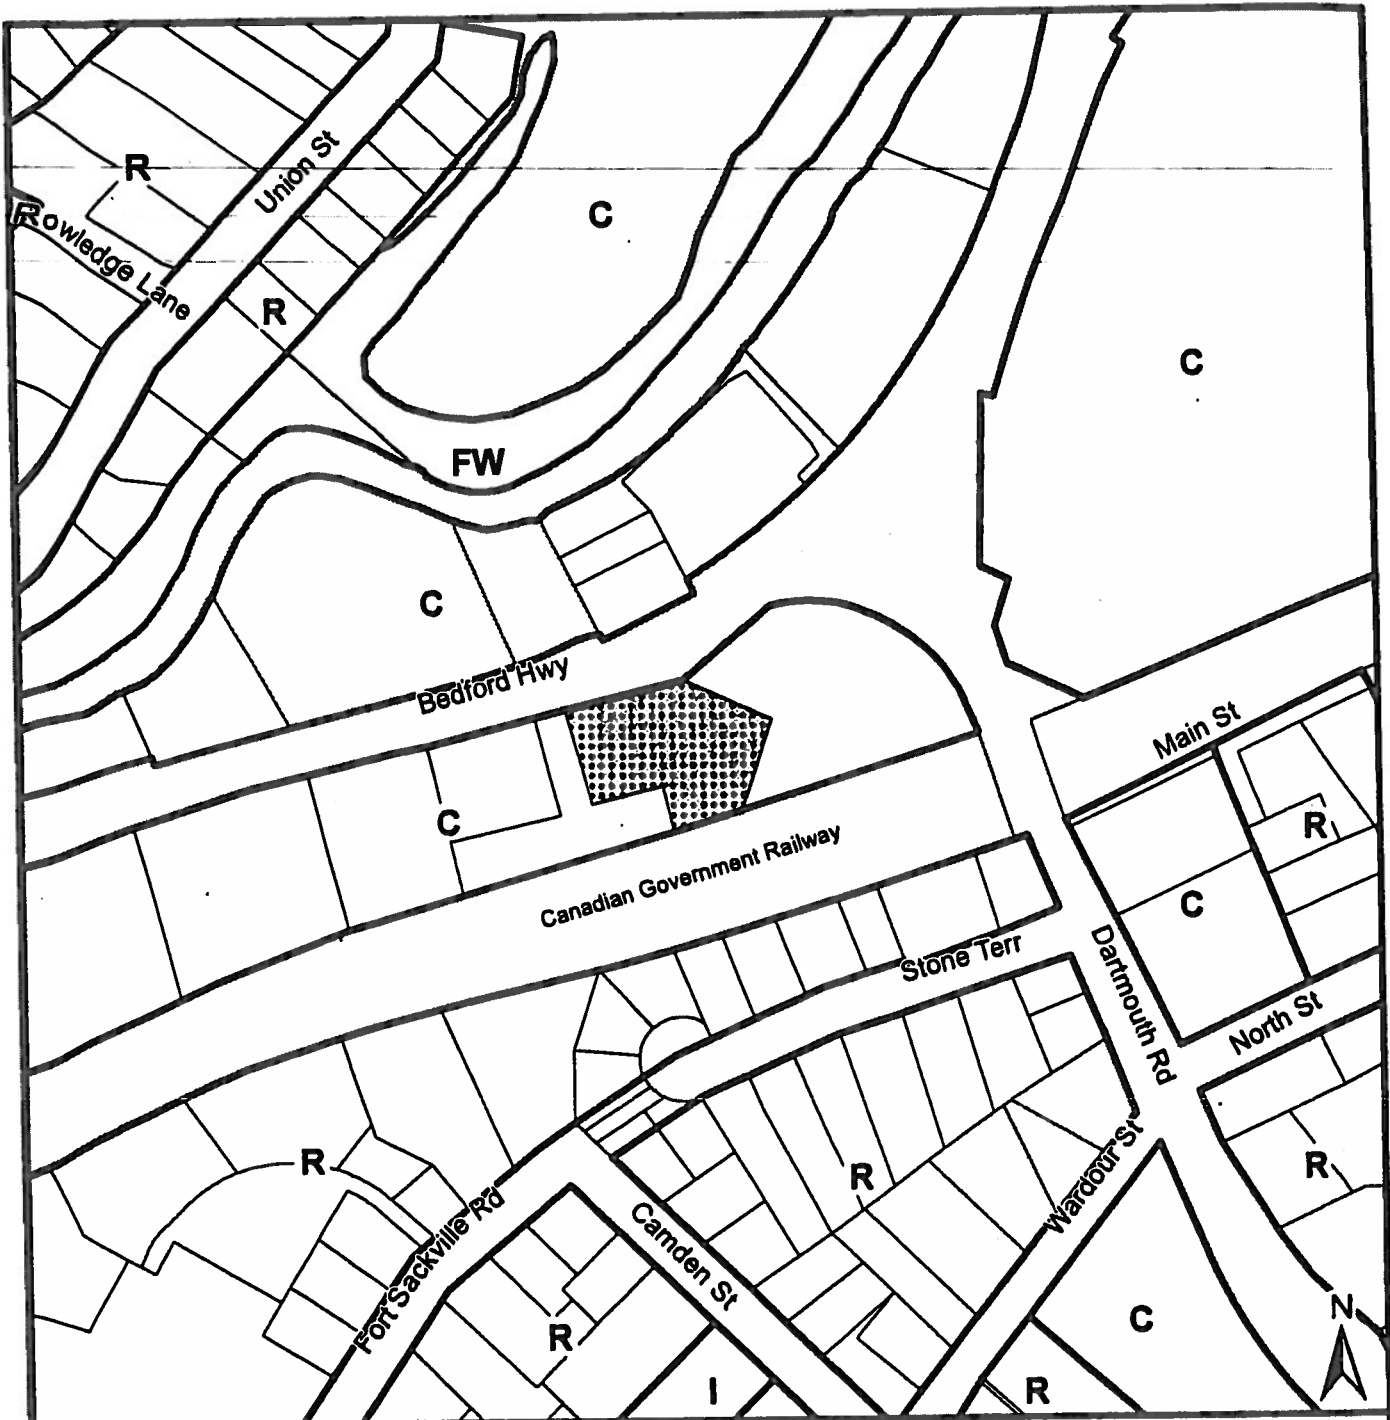 R
Union St
C
Rowledge Lane
R
C
FW
C
Bedford Hwy
Main St
C
R
Canadian Government Railway
C
Stone Terr
Dartmouth Rd
North St
R
R
R
Wardour St
Fort Sackville Rd
Camden St
R
C
N
I
R